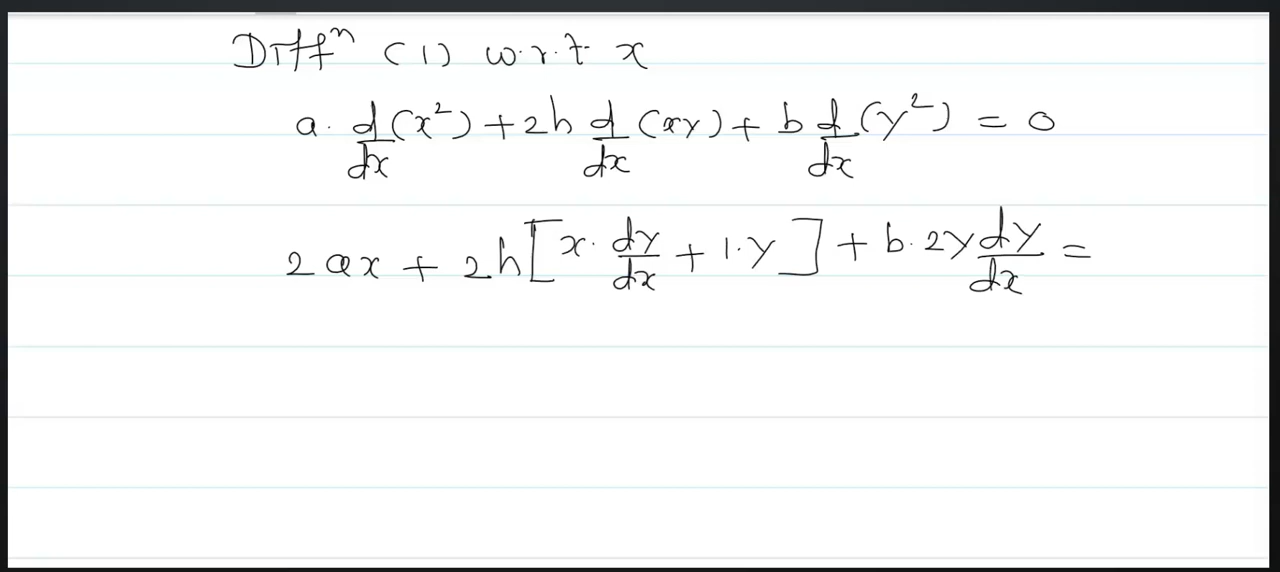 Diffⁿ (1) w.r.t. x
a. d/dx (x²) + 2h d/dx (xy) + b d/dx (y²) = 0
2ax + 2h[x. dy/dx + 1.y] + b.2y dy/dx =